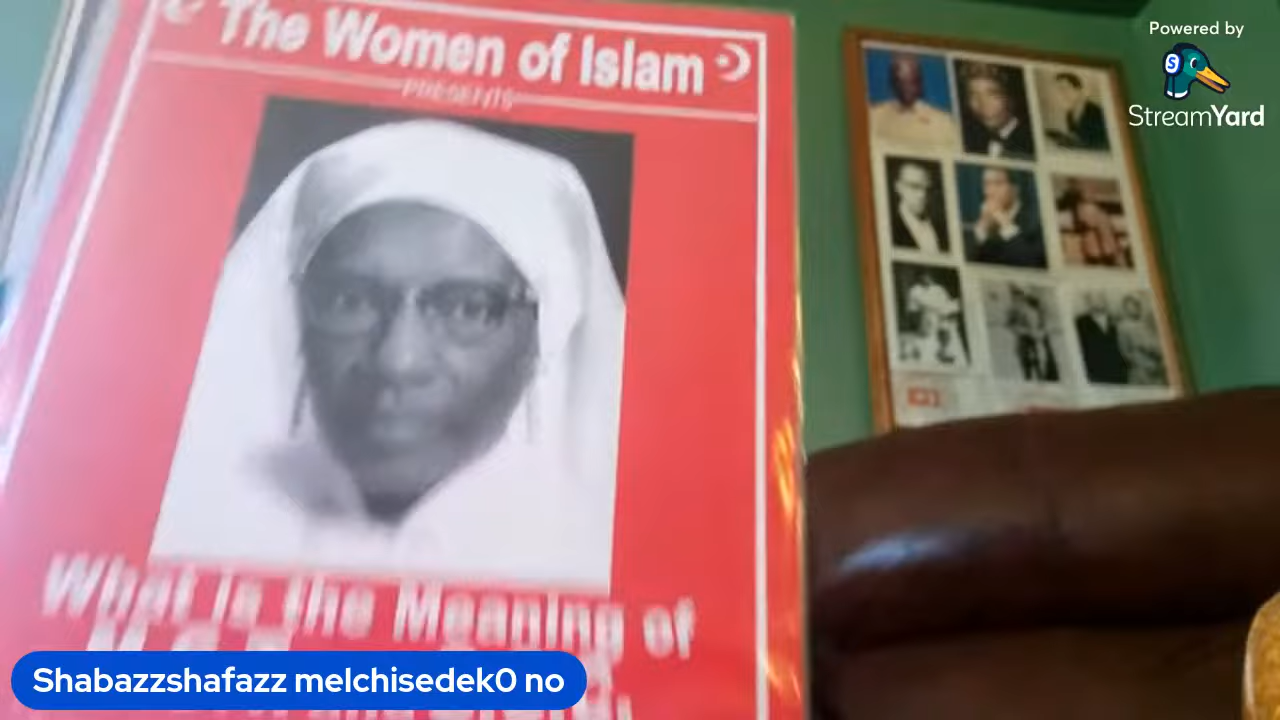 The Women of Islam
PRESENTS
What is the Meaning of
Shabazzshafazz melchisedek0 no
Powered by
StreamYard